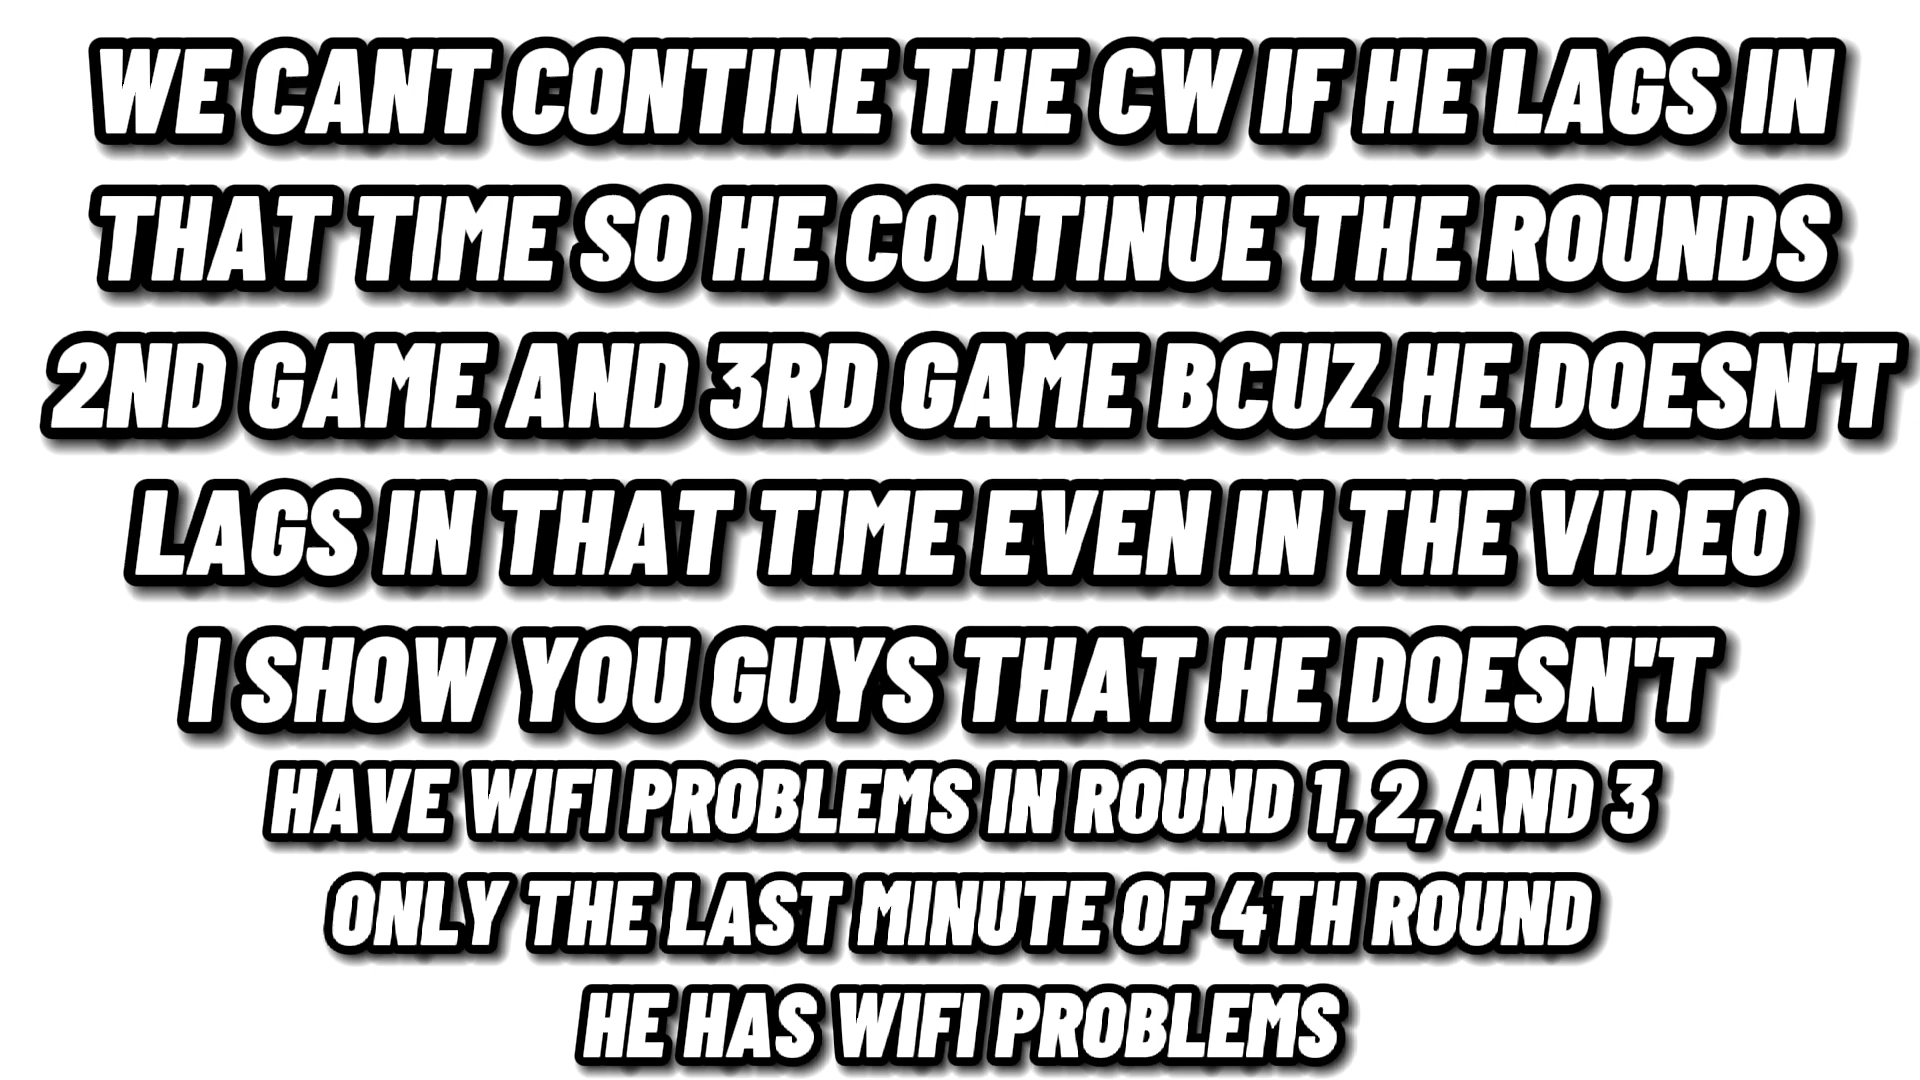 WE CANT CONTINE THE CW IF HE LAGS IN
THAT TIME SO HE CONTINUE THE ROUNDS
2ND GAME AND 3RD GAME BCUZ HE DOESN'T
LAGS IN THAT TIME EVEN IN THE VIDEO
I SHOW YOU GUYS THAT HE DOESN'T
HAVE WIFI PROBLEMS IN ROUND 1, 2, AND 3
ONLY THE LAST MINUTE OF 4TH ROUND
HE HAS WIFI PROBLEMS